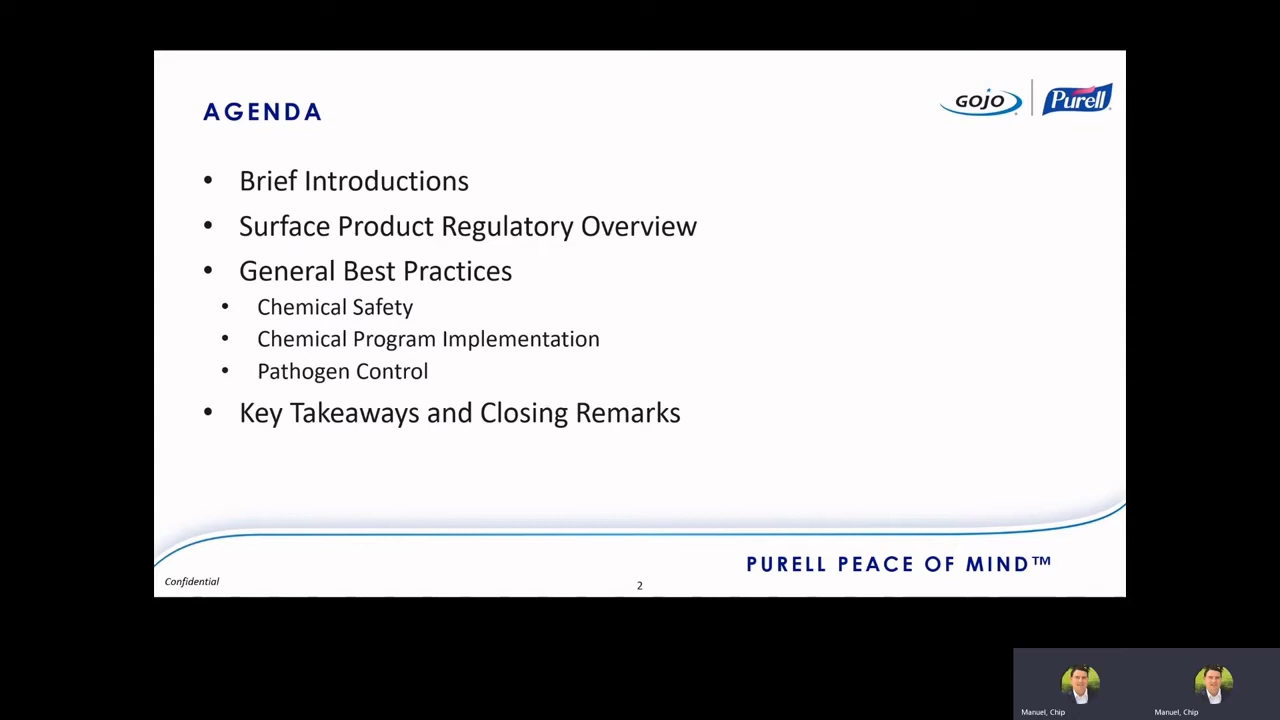 AGENDA
GOJO
Purell
• Brief Introductions
• Surface Product Regulatory Overview
• General Best Practices
• Chemical Safety
• Chemical Program Implementation
• Pathogen Control
• Key Takeaways and Closing Remarks
PURELL PEACE OF MIND™
Confidential
2
Manuel, Chip
Manuel, Chip